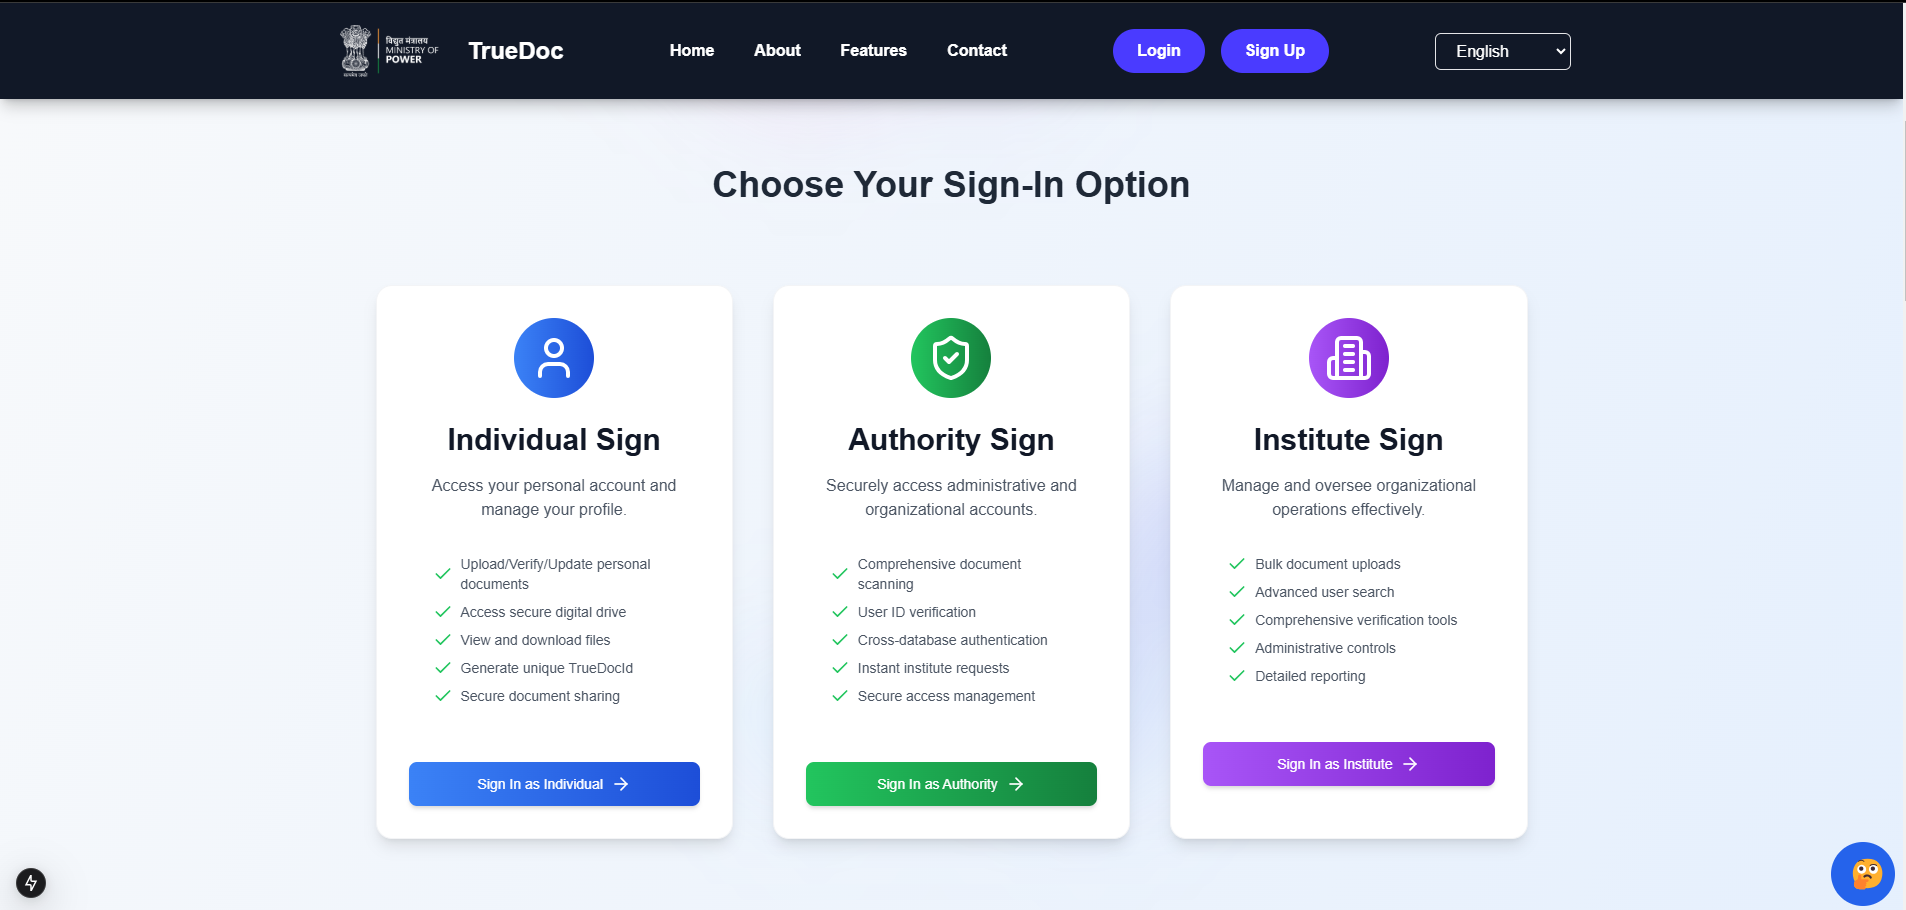 विद्युत मंत्रालय
MINISTRY OF
POWER
सत्यमेव जयते
TrueDoc
Home
About
Features
Contact
Login
Sign Up
English
Choose Your Sign-In Option
Individual Sign
Access your personal account and
manage your profile.
Upload/Verify/Update personal
documents
Access secure digital drive
View and download files
Generate unique TrueDocId
Secure document sharing
Sign In as Individual
Authority Sign
Securely access administrative and
organizational accounts.
Comprehensive document
scanning
User ID verification
Cross-database authentication
Instant institute requests
Secure access management
Sign In as Authority
Institute Sign
Manage and oversee organizational
operations effectively.
Bulk document uploads
Advanced user search
Comprehensive verification tools
Administrative controls
Detailed reporting
Sign In as Institute